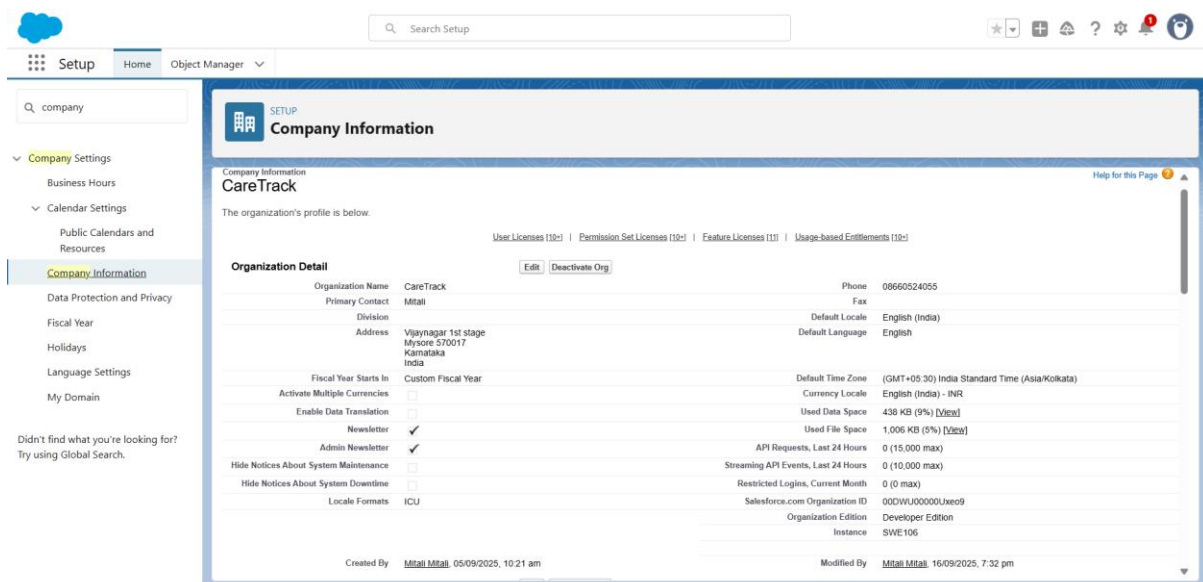 Search Setup
1
Setup
Home
Object Manager
company
Company Settings
Business Hours
Calendar Settings
Public Calendars and
Resources
Company Information
Data Protection and Privacy
Fiscal Year
Holidays
Language Settings
My Domain
Didn't find what you're looking for?
Try using Global Search.
SETUP
Company Information
Company Information
CareTrack
Help for this Page
The organization's profile is below.
User Licenses [10+] | Permission Set Licenses [10+] | Feature Licenses [11] | Usage-based Entitlements [10+]
Organization Detail Edit Deactivate Org
Organization Name CareTrack Phone 08660524055
Primary Contact Mitali Fax
Division Default Locale English (India)
Address Vijaynagar 1st stage Default Language English
Mysore 570017
Karnataka
India
Fiscal Year Starts In Custom Fiscal Year Default Time Zone (GMT+05:30) India Standard Time (Asia/Kolkata)
Activate Multiple Currencies Currency Locale English (India) - INR
Enable Data Translation Used Data Space 438 KB (9%) [View]
Newsletter ✓ Used File Space 1,006 KB (5%) [View]
Admin Newsletter ✓ API Requests, Last 24 Hours 0 (15,000 max)
Hide Notices About System Maintenance Streaming API Events, Last 24 Hours 0 (10,000 max)
Hide Notices About System Downtime Restricted Logins, Current Month 0 (0 max)
Locale Formats ICU Salesforce.com Organization ID 00DWU00000Uxeo9
Organization Edition Developer Edition
Instance SWE106
Created By Mitali Mitali, 05/09/2025, 10:21 am Modified By Mitali Mitali, 16/09/2025, 7:32 pm